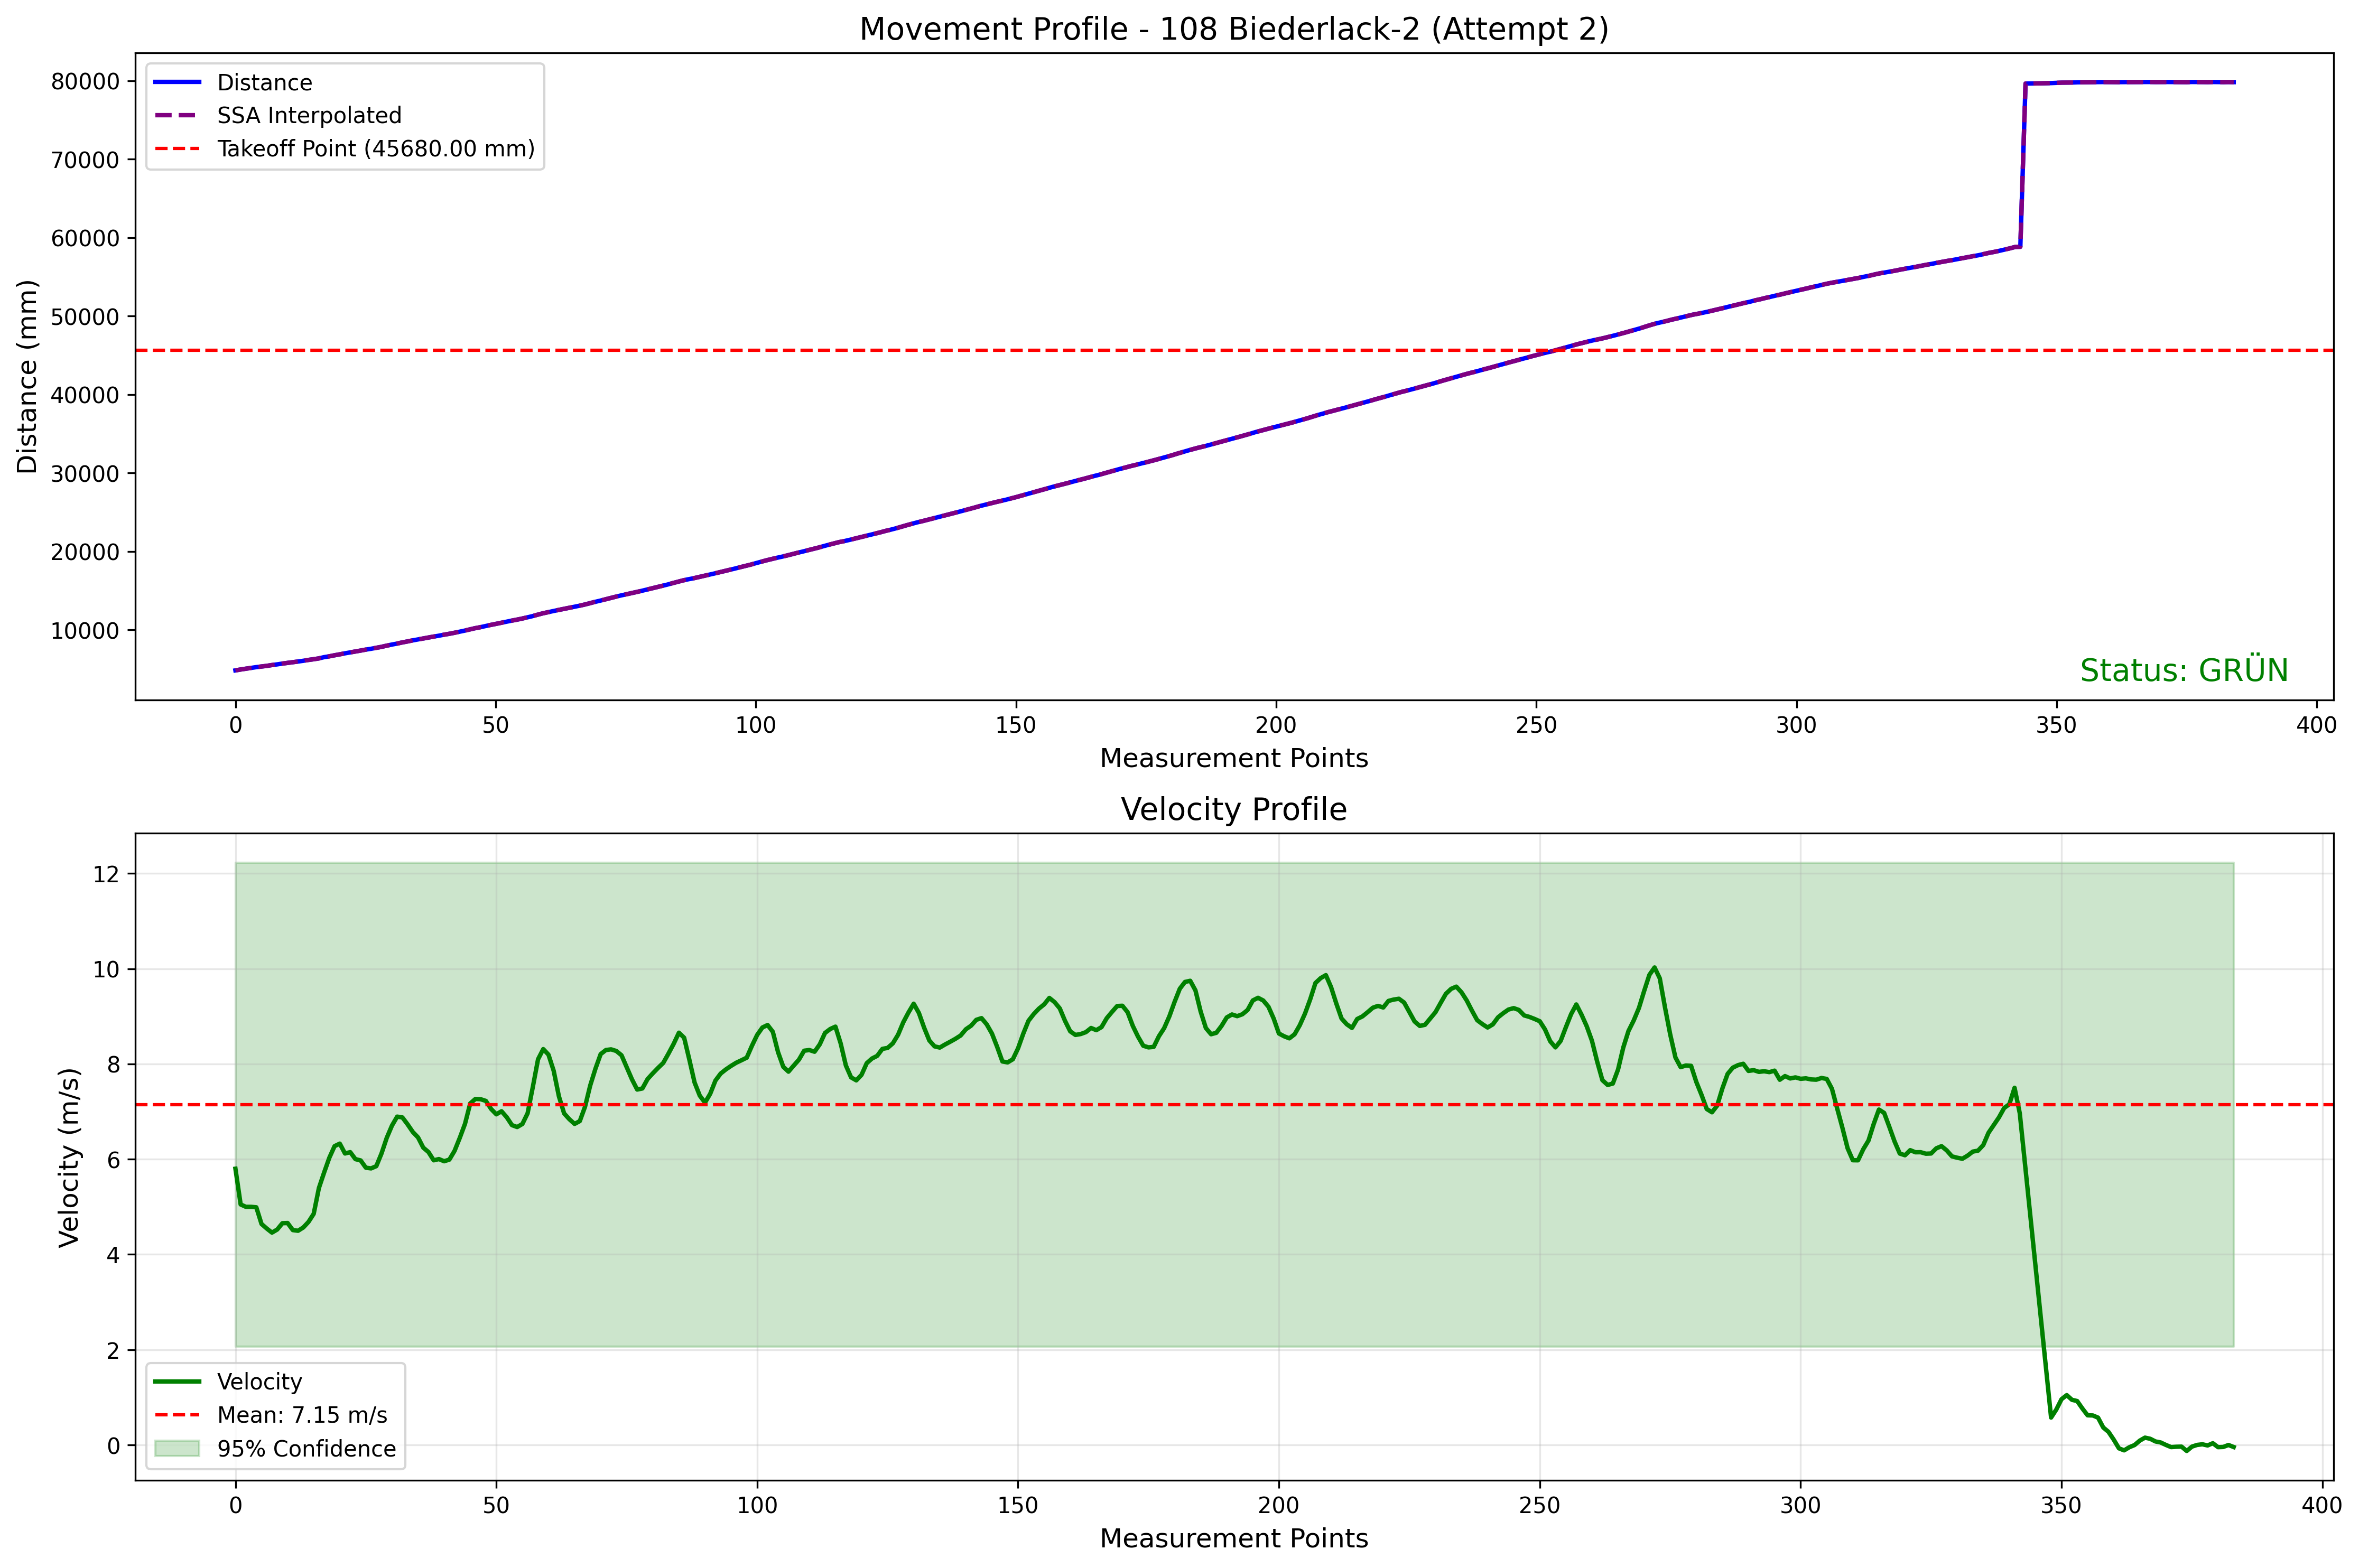 Movement Profile - 108 Biederlack-2 (Attempt 2)
Distance
SSA Interpolated
Takeoff Point (45680.00 mm)
80000
70000
60000
50000
40000
30000
20000
10000
Distance (mm)
Status: GRÜN
0 50 100 150 200 250 300 350 400
Measurement Points
Velocity Profile
12
10
8
6
4
2
0
Velocity (m/s)
Velocity
Mean: 7.15 m/s
95% Confidence
0 50 100 150 200 250 300 350 400
Measurement Points